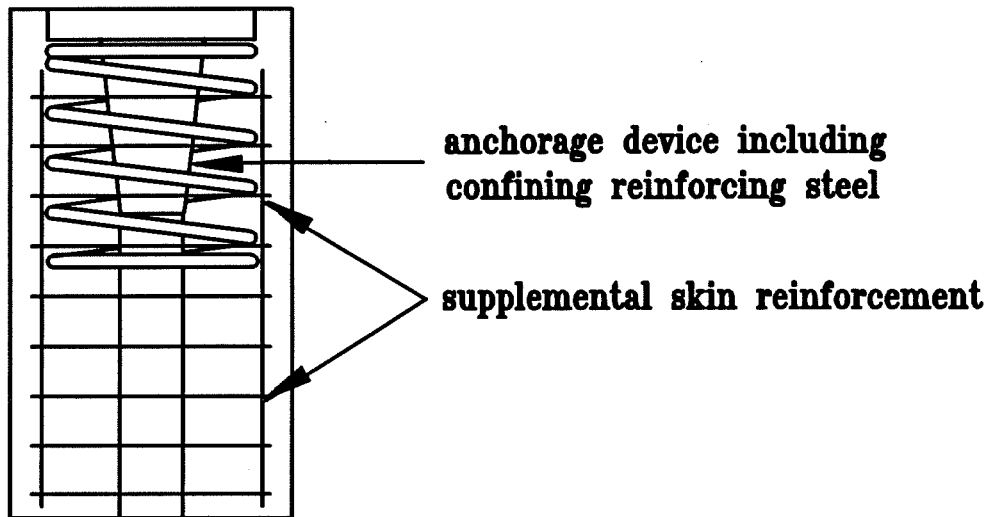 anchorage device including
confining reinforcing steel
supplemental skin reinforcement